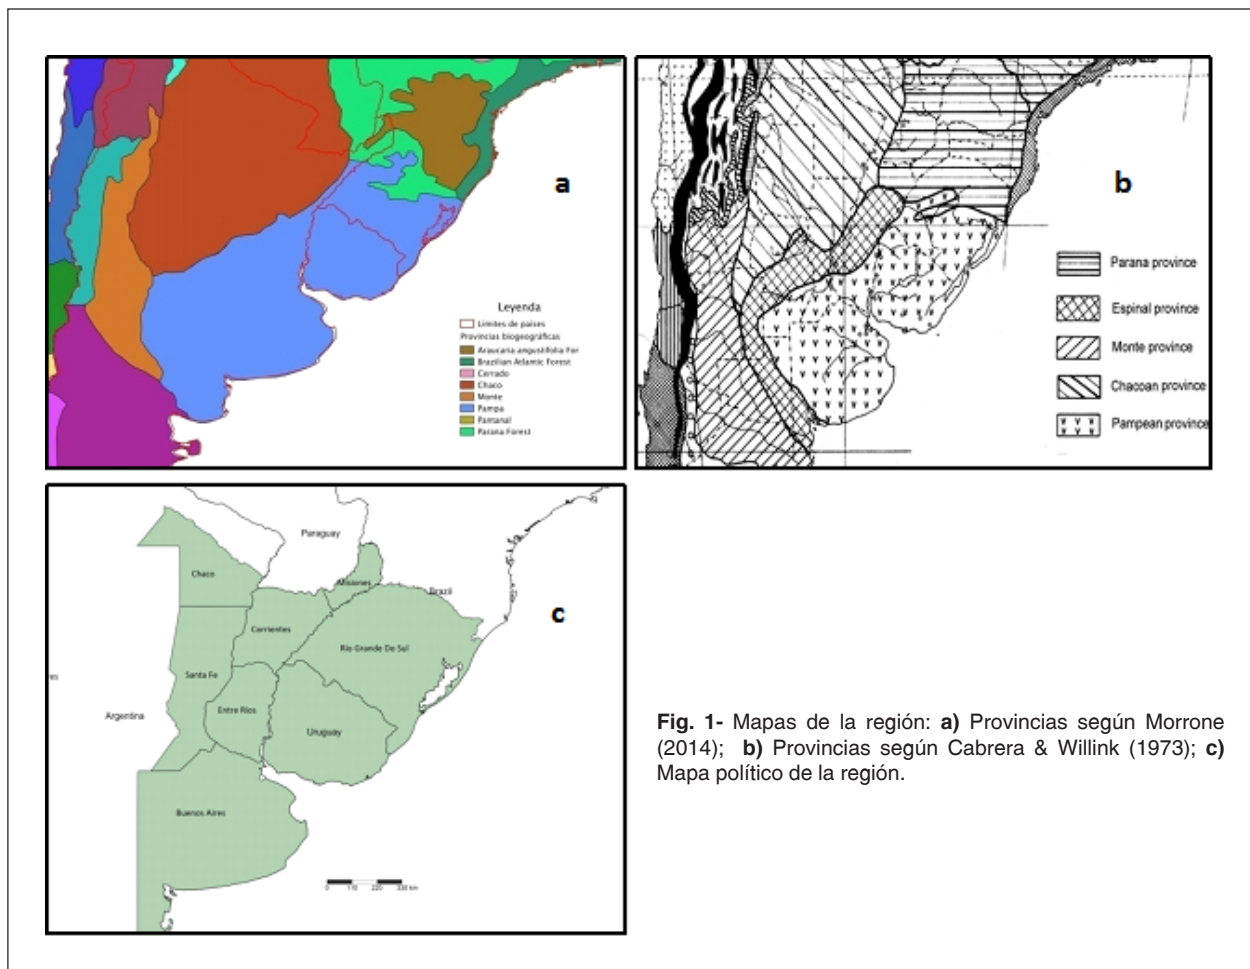 a
Leyenda
Límites de países
Provincias biogeográficas
Araucaria angustifolia For
Brazilian Atlantic Forest
Cerrado
Chaco
Monte
Pampa
Pantanal
Parana Forest
b
Parana province
Espinal province
Monte province
Chacoan province
Pampean province
Paraguay
Chaco
Misiones
Brazil
c
Corrientes
Rio Grande Do Sul
Santa Fe
Entre Rios
Argentina
Uruguay
Buenos Aires
0 110 220 330 km
Fig. 1- Mapas de la región: a) Provincias según Morrone
(2014); b) Provincias según Cabrera & Willink (1973); c)
Mapa político de la región.